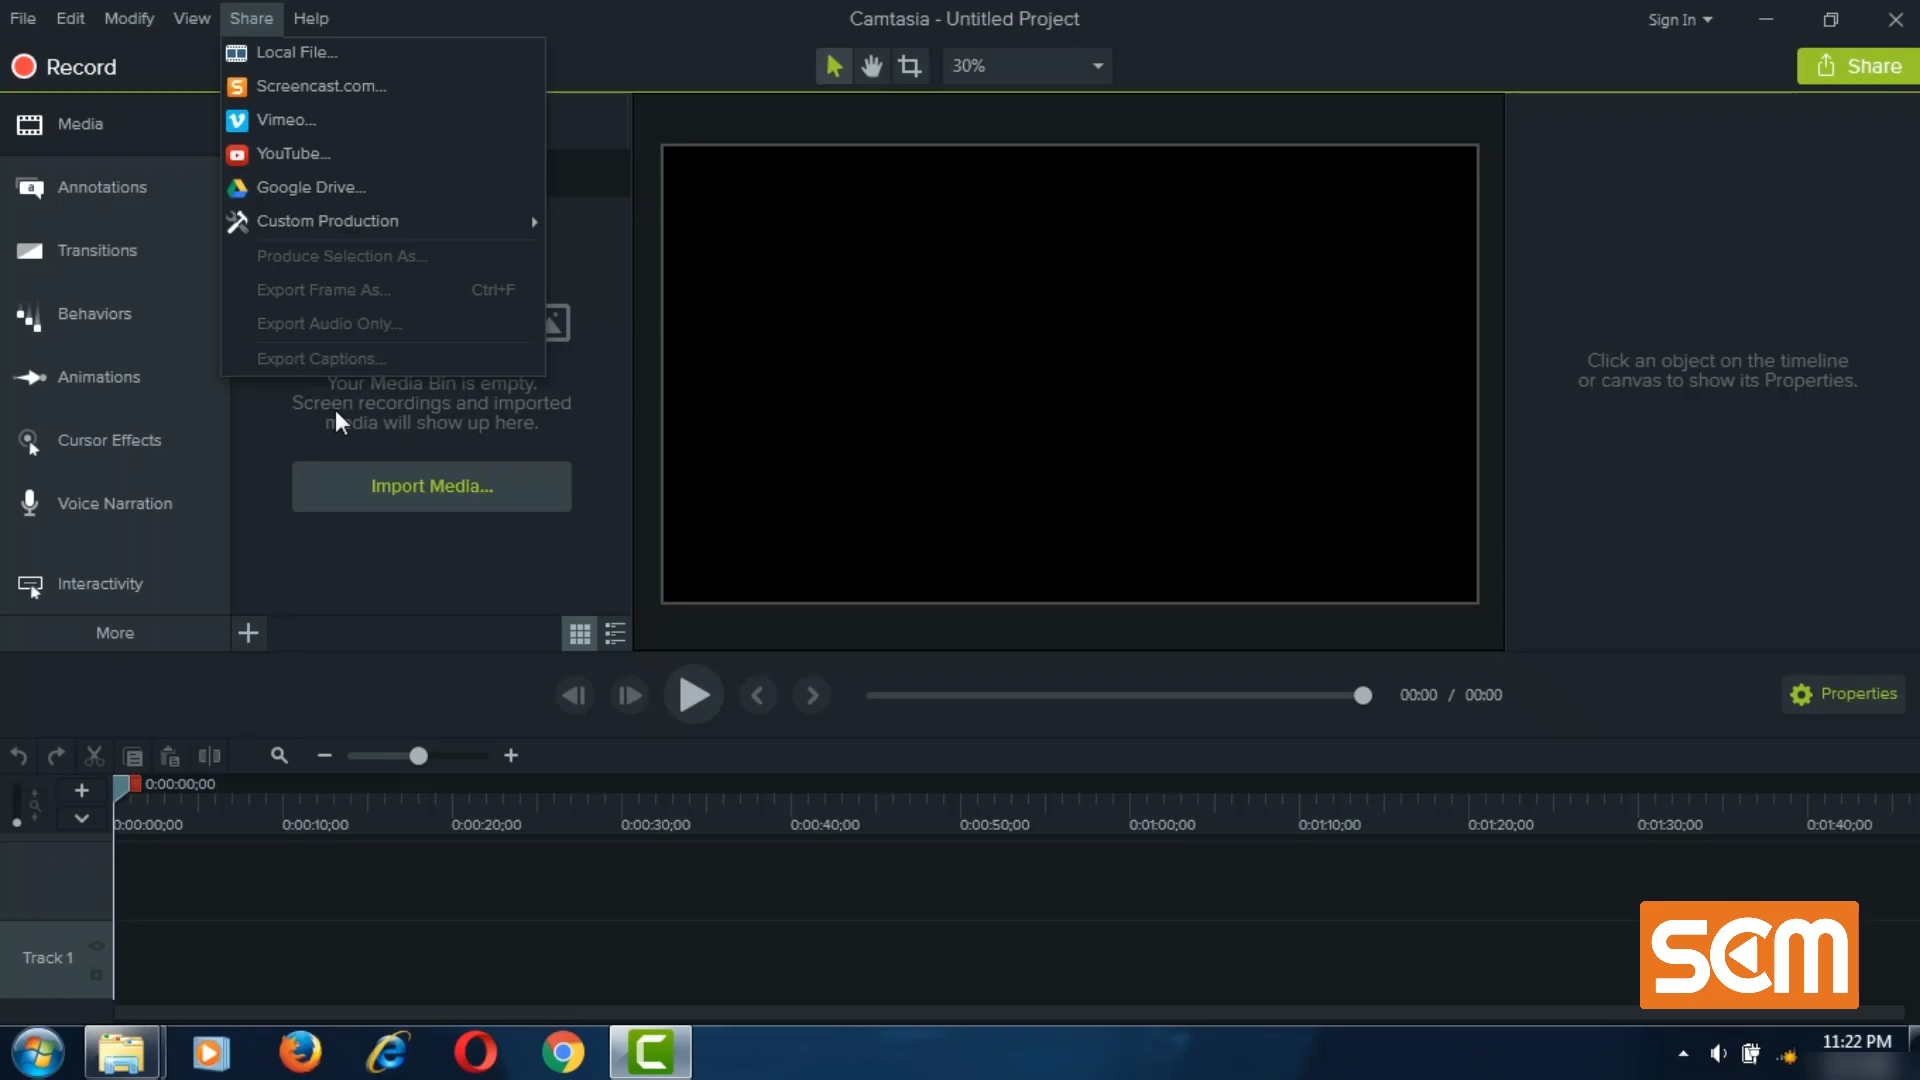 File Edit Modify View Share Help
Camtasia - Untitled Project
Sign In
Record
30%
Share
Local File...
Screencast.com...
Vimeo...
YouTube...
Google Drive...
Custom Production
Produce Selection As...
Export Frame As... Ctrl+F
Export Audio Only...
Export Captions...
Media
Annotations
Transitions
Behaviors
Animations
Cursor Effects
Voice Narration
Interactivity
More
Your Media Bin is empty.
Screen recordings and imported
media will show up here.
Import Media...
Click an object on the timeline
or canvas to show its Properties.
00:00 / 00:00
Properties
0:00:00;00
0:00:00;00 0:00:10;00 0:00:20;00 0:00:30;00 0:00:40;00 0:00:50;00 0:01:00;00 0:01:10;00 0:01:20;00 0:01:30;00 0:01:40;00
Track 1
SCM
11:22 PM